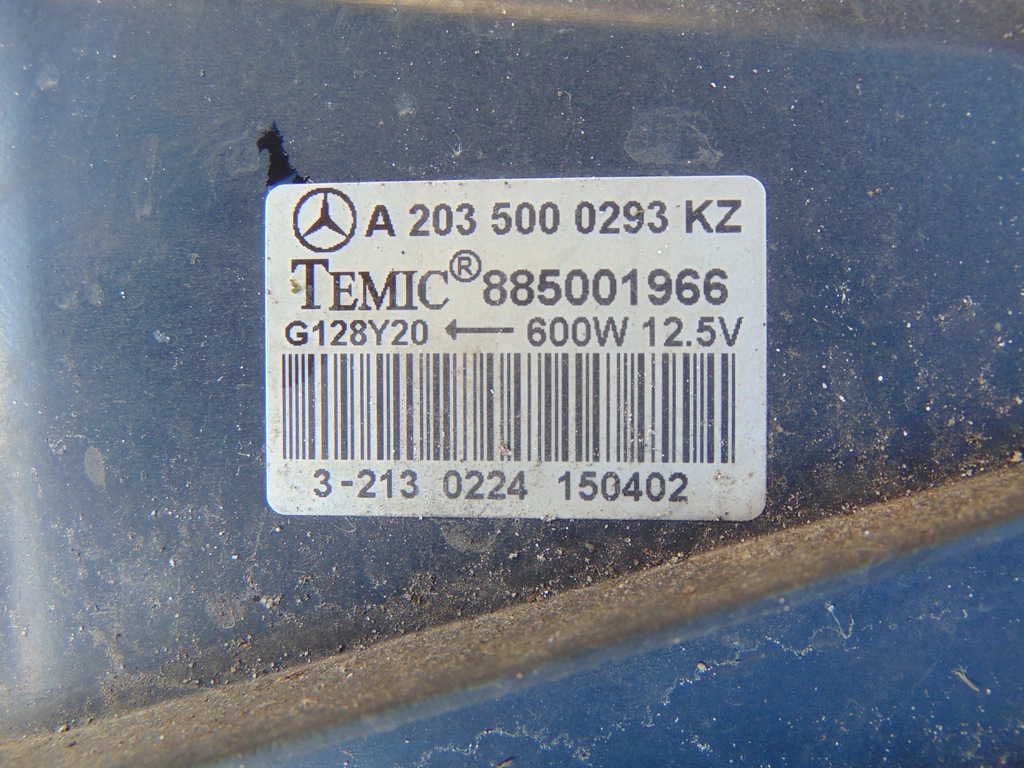 A 203 500 0293 KZ
TEMIC® 885001966
G128Y20 ← 600W 12.5V
3-213 0224 150402